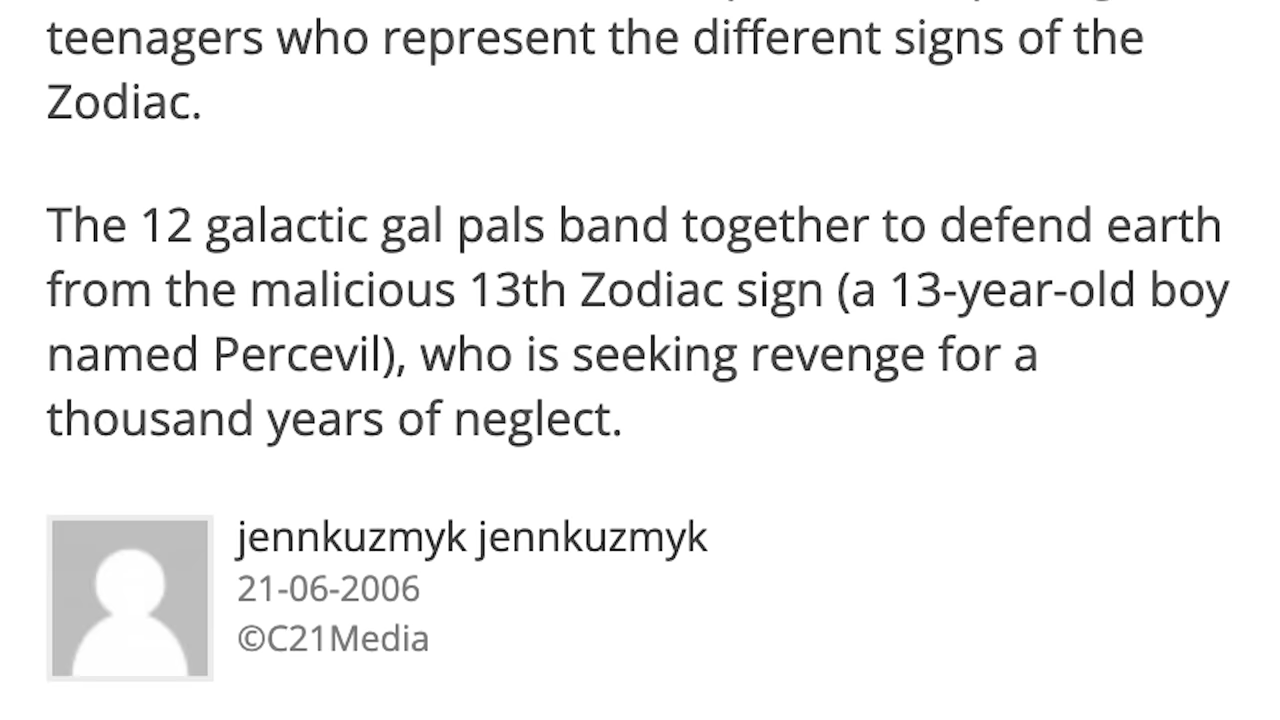 teenagers who represent the different signs of the
Zodiac.
The 12 galactic gal pals band together to defend earth
from the malicious 13th Zodiac sign (a 13-year-old boy
named Percevil), who is seeking revenge for a
thousand years of neglect.
jennkuzmyk jennkuzmyk
21-06-2006
©C21Media